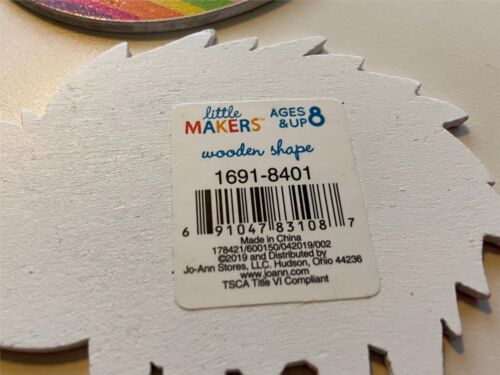 little MAKERS™ AGES 8 & UP
wooden shape
1691-8401
6 91047 83108 7
Made in China
178421/600150/042019/002
©2019 and Distributed by
Jo-Ann Stores, LLC. Hudson, Ohio 44236
www.joann.com
TSCA Title VI Compliant